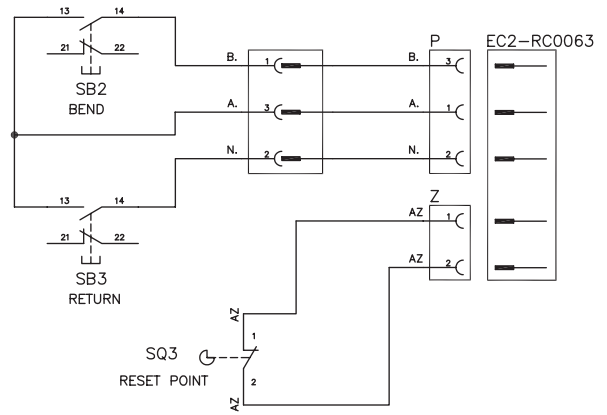 13 14
21 22
SB2
BEND
B. 1 B. 3
A. 3 A. 1
N. 2 N. 2
P
EC2-RC0063
13 14
21 22
SB3
RETURN
Z
AZ 1
AZ 2
AZ
1
SQ3
RESET POINT
2
AZ